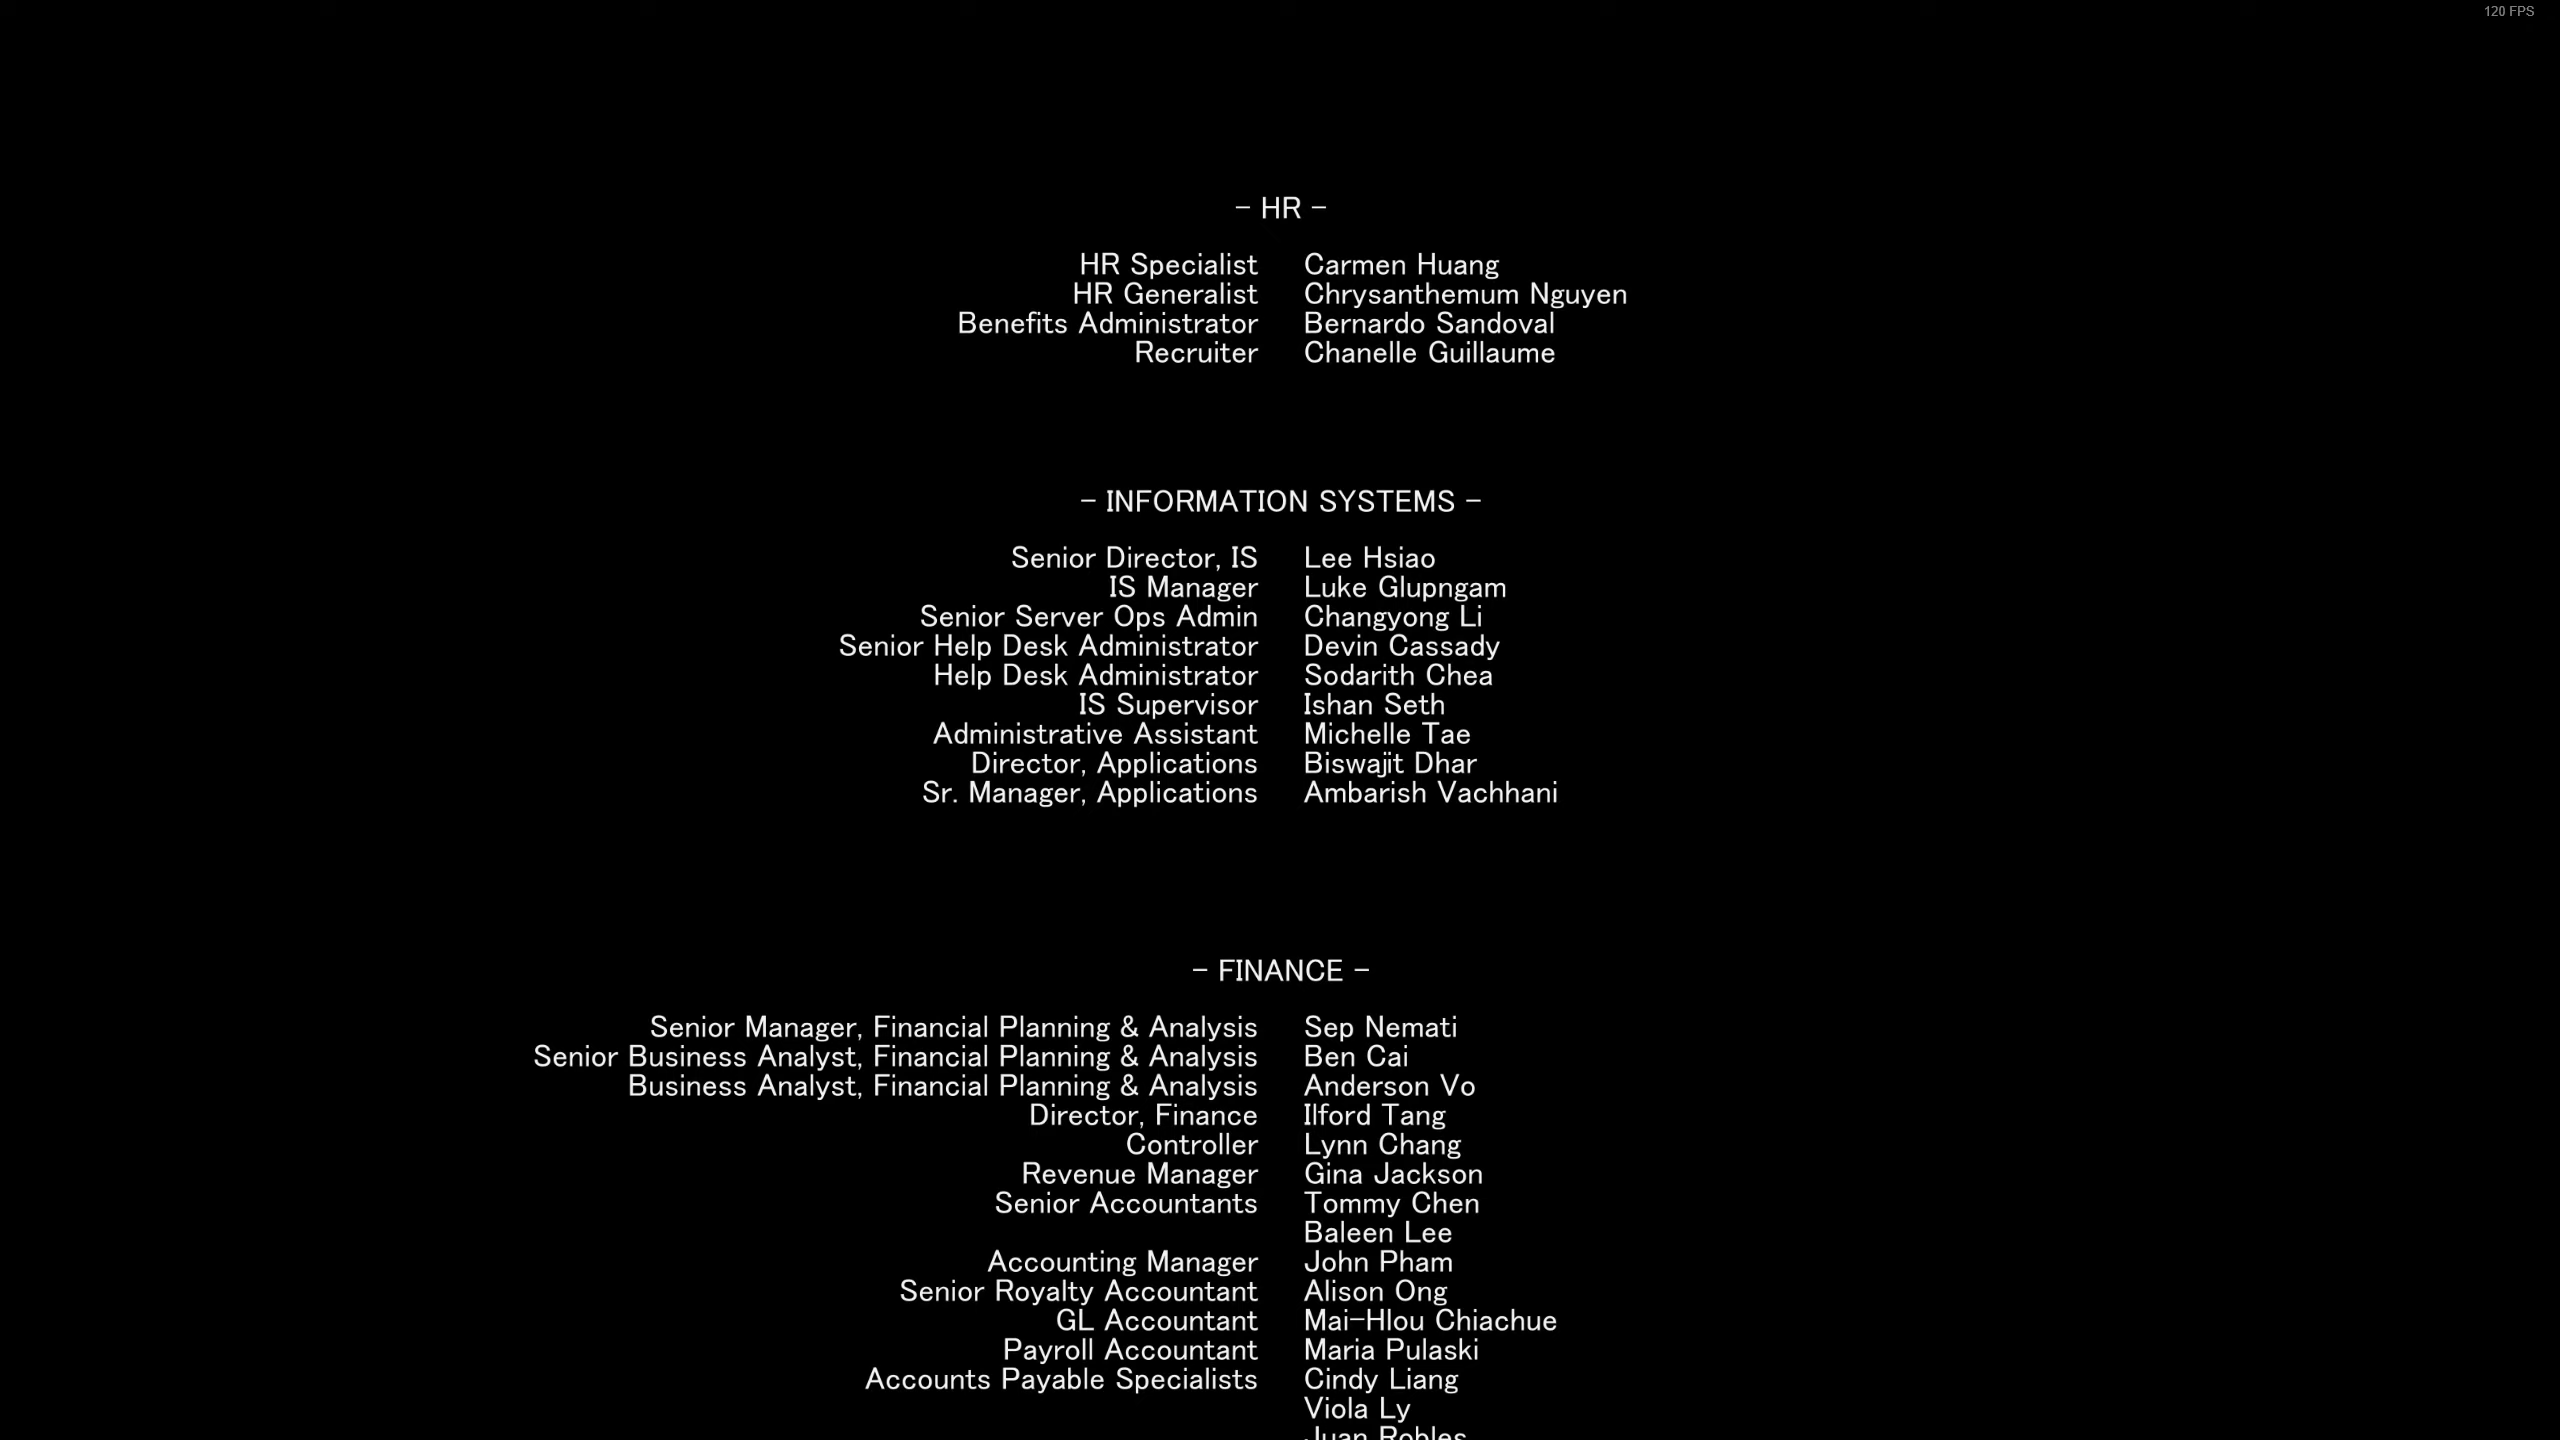 120 FPS
- HR -
HR Specialist Carmen Huang
HR Generalist Chrysanthemum Nguyen
Benefits Administrator Bernardo Sandoval
Recruiter Chanelle Guillaume
- INFORMATION SYSTEMS -
Senior Director, IS Lee Hsiao
IS Manager Luke Glupngam
Senior Server Ops Admin Changyong Li
Senior Help Desk Administrator Devin Cassady
Help Desk Administrator Sodarith Chea
IS Supervisor Ishan Seth
Administrative Assistant Michelle Tae
Director, Applications Biswajit Dhar
Sr. Manager, Applications Ambarish Vachhani
- FINANCE -
Senior Manager, Financial Planning & Analysis Sep Nemati
Senior Business Analyst, Financial Planning & Analysis Ben Cai
Business Analyst, Financial Planning & Analysis Anderson Vo
Director, Finance Ilford Tang
Controller Lynn Chang
Revenue Manager Gina Jackson
Senior Accountants Tommy Chen
Baleen Lee
Accounting Manager John Pham
Senior Royalty Accountant Alison Ong
GL Accountant Mai-Hlou Chiachue
Payroll Accountant Maria Pulaski
Accounts Payable Specialists Cindy Liang
Viola Ly
Juan Robles